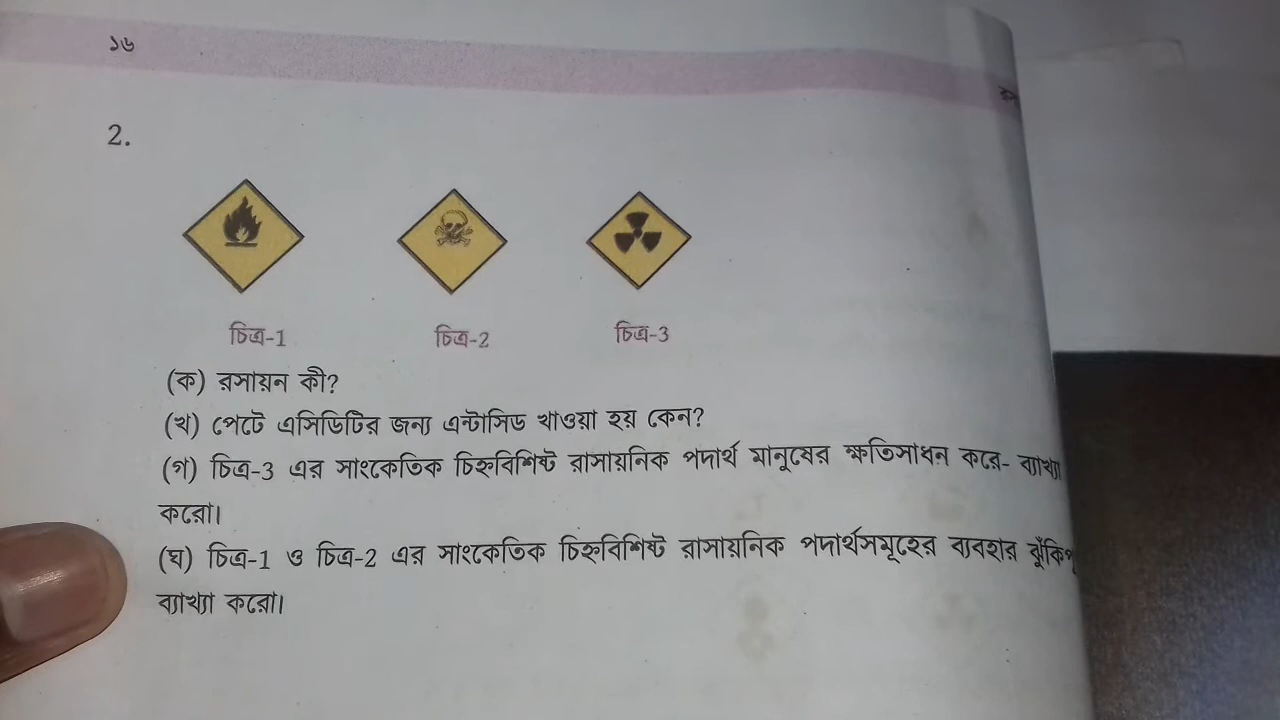 ১৬
2.
চিত্র-1 চিত্র-2 চিত্র-3
(ক) রসায়ন কী?
(খ) পেটে এসিডিটির জন্য এন্টাসিড খাওয়া হয় কেন?
(গ) চিত্র-3 এর সাংকেতিক চিহ্নবিশিষ্ট রাসায়নিক পদার্থ মানুষের ক্ষতিসাধন করে- ব্যাখ্যা
করো।
(ঘ) চিত্র-1 ও চিত্র-2 এর সাংকেতিক চিহ্নবিশিষ্ট রাসায়নিক পদার্থসমূহের ব্যবহার
ব্যাখ্যা করো।